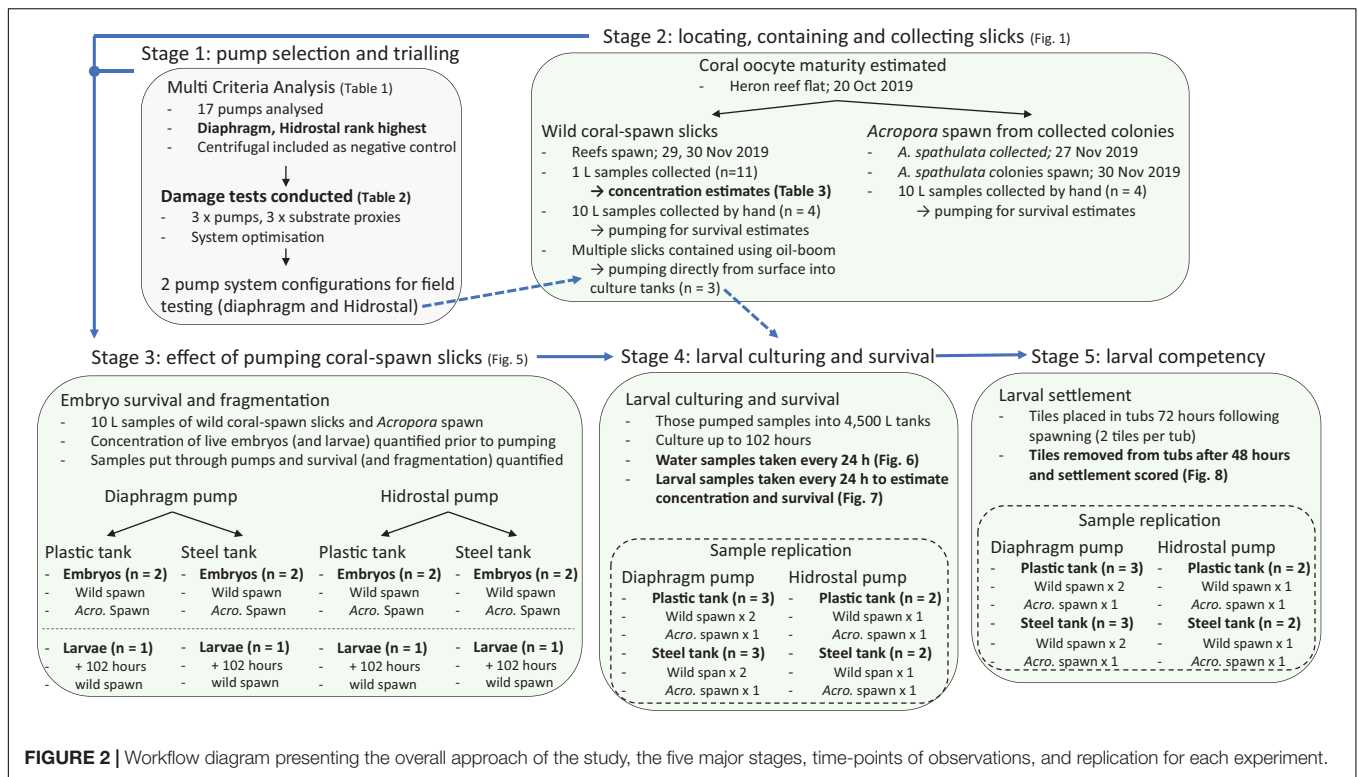 Stage 1: pump selection and trialling
Multi Criteria Analysis (Table 1)
- 17 pumps analysed
- Diaphragm, Hidrostal rank highest
- Centrifugal included as negative control
Damage tests conducted (Table 2)
- 3 x pumps, 3 x substrate proxies
- System optimisation
2 pump system configurations for field
testing (diaphragm and Hidrostal)
Stage 2: locating, containing and collecting slicks (Fig. 1)
Coral oocyte maturity estimated
- Heron reef flat; 20 Oct 2019
Wild coral-spawn slicks
- Reefs spawn; 29, 30 Nov 2019
- 1 L samples collected (n=11)
→ concentration estimates (Table 3)
- 10 L samples collected by hand (n = 4)
→ pumping for survival estimates
- Multiple slicks contained using oil-boom
→ pumping directly from surface into
culture tanks (n = 3)
Acropora spawn from collected colonies
- A. spathulata collected; 27 Nov 2019
- A. spathulata colonies spawn; 30 Nov 2019
- 10 L samples collected by hand (n = 4)
→ pumping for survival estimates
Stage 3: effect of pumping coral-spawn slicks (Fig. 5)
Embryo survival and fragmentation
- 10 L samples of wild coral-spawn slicks and Acropora spawn
- Concentration of live embryos (and larvae) quantified prior to pumping
- Samples put through pumps and survival (and fragmentation) quantified
Diaphragm pump
Plastic tank
- Embryos (n = 2)
- Wild spawn
- Acro. Spawn
- Larvae (n = 1)
- + 102 hours
- wild spawn
Steel tank
- Embryos (n = 2)
- Wild spawn
- Acro. Spawn
- Larvae (n = 1)
- + 102 hours
- wild spawn
Hidrostal pump
Plastic tank
- Embryos (n = 2)
- Wild spawn
- Acro. Spawn
- Larvae (n = 1)
- + 102 hours
- wild spawn
Steel tank
- Embryos (n = 2)
- Wild spawn
- Acro. Spawn
- Larvae (n = 1)
- + 102 hours
- wild spawn
Stage 4: larval culturing and survival
Larval culturing and survival
- Those pumped samples into 4,500 L tanks
- Culture up to 102 hours
- Water samples taken every 24 h (Fig. 6)
- Larval samples taken every 24 h to estimate
concentration and survival (Fig. 7)
Sample replication
Diaphragm pump
- Plastic tank (n = 3)
- Wild spawn x 2
- Acro. spawn x 1
- Steel tank (n = 3)
- Wild span x 2
- Acro. spawn x 1
Hidrostal pump
- Plastic tank (n = 2)
- Wild spawn x 1
- Acro. spawn x 1
- Steel tank (n = 2)
- Wild span x 1
- Acro. spawn x 1
Stage 5: larval competency
Larval settlement
- Tiles placed in tubs 72 hours following
spawning (2 tiles per tub)
- Tiles removed from tubs after 48 hours
and settlement scored (Fig. 8)
Sample replication
Diaphragm pump
- Plastic tank (n = 3)
- Wild spawn x 2
- Acro. spawn x 1
- Steel tank (n = 3)
- Wild spawn x 2
- Acro. spawn x 1
Hidrostal pump
- Plastic tank (n = 2)
- Wild spawn x 1
- Acro. spawn x 1
- Steel tank (n = 2)
- Wild spawn x 1
- Acro. spawn x 1
FIGURE 2 | Workflow diagram presenting the overall approach of the study, the five major stages, time-points of observations, and replication for each experiment.